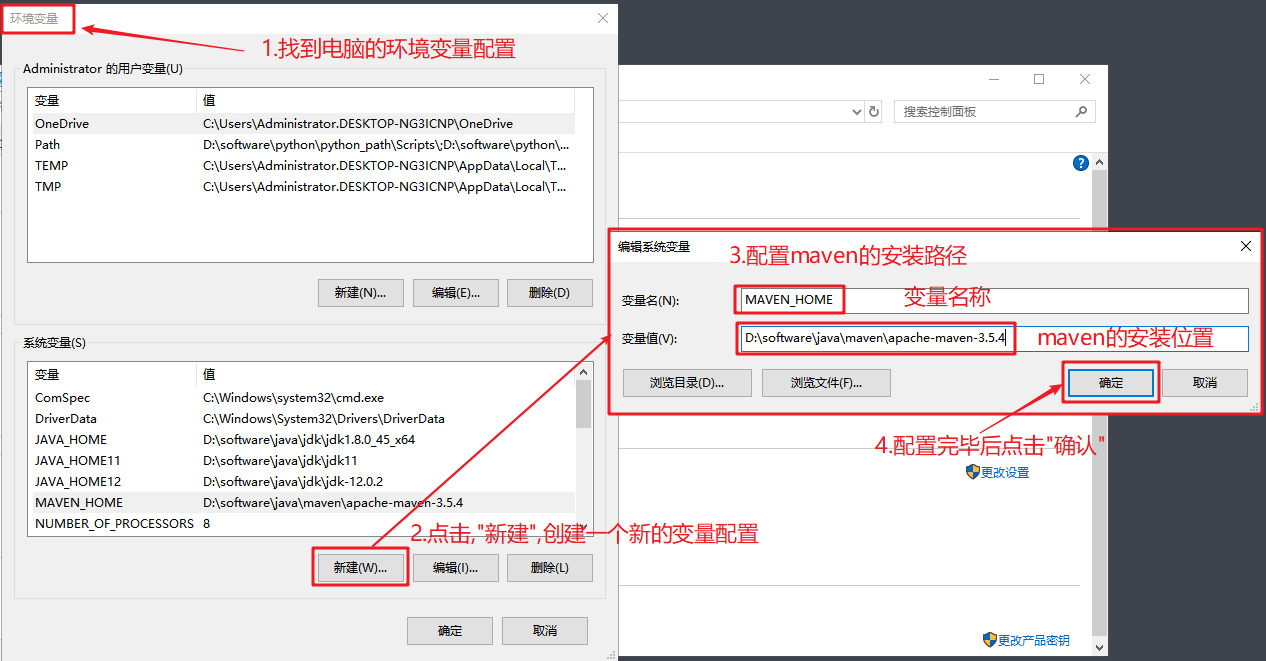 环境变量
1.找到电脑的环境变量配置
Administrator 的用户变量(U)
变量 值
OneDrive C:\Users\Administrator.DESKTOP-NG3ICNP\OneDrive
Path D:\software\python\python_path\Scripts\;D:\software\python\...
TEMP C:\Users\Administrator.DESKTOP-NG3ICNP\AppData\Local\T...
TMP C:\Users\Administrator.DESKTOP-NG3ICNP\AppData\Local\T...
新建(N)... 编辑(E)... 删除(D)
系统变量(S)
变量 值
ComSpec C:\Windows\system32\cmd.exe
DriverData C:\Windows\System32\Drivers\DriverData
JAVA_HOME D:\software\java\jdk\jdk1.8.0_45_x64
JAVA_HOME11 D:\software\java\jdk\jdk11
JAVA_HOME12 D:\software\java\jdk\jdk-12.0.2
MAVEN_HOME D:\software\java\maven\apache-maven-3.5.4
NUMBER_OF_PROCESSORS 8
2.点击,"新建",创建一个新的变量配置
新建(W)... 编辑(I)... 删除(L)
确定 取消
搜索控制面板
?
编辑系统变量
3.配置maven的安装路径
变量名(N): MAVEN_HOME 变量名称
变量值(V): D:\software\java\maven\apache-maven-3.5.4 maven的安装位置
浏览目录(D)... 浏览文件(F)... 确定 取消
4.配置完毕后点击"确认"
更改设置
更改产品密钥